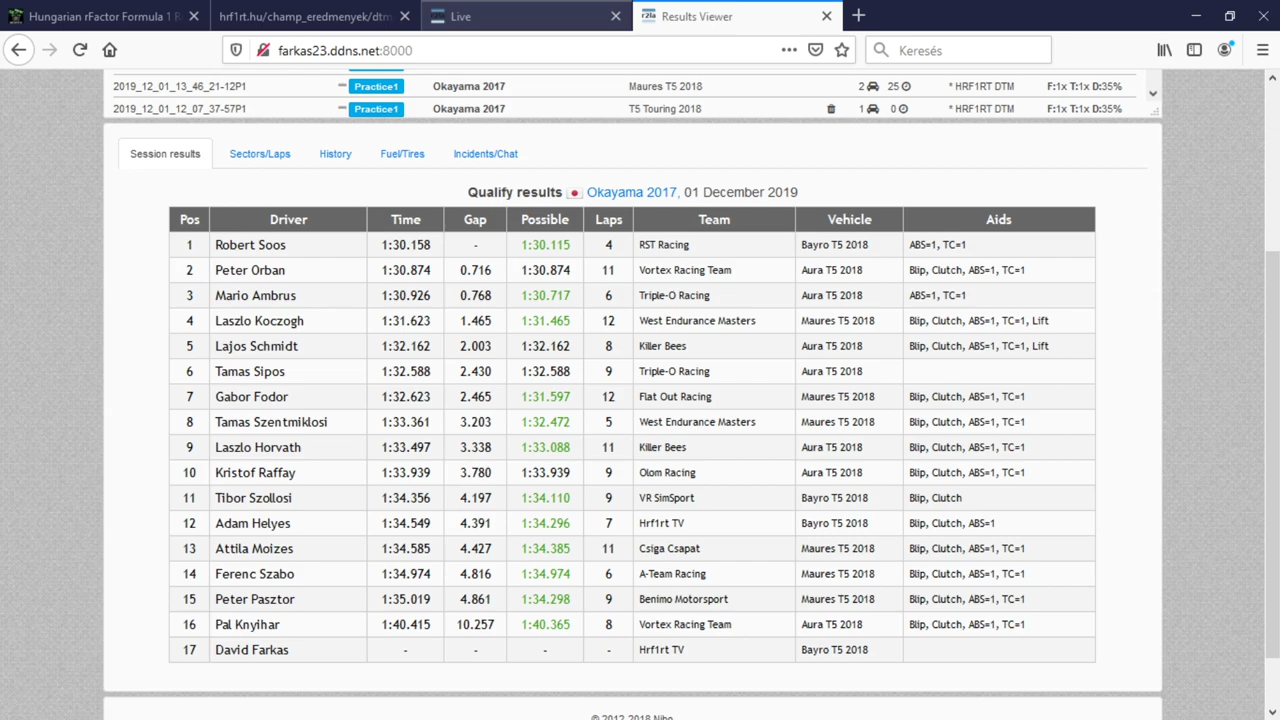 Hungarian rFactor Formula 1 R
hrf1rt.hu/champ_eredmenyek/dtm
Live
Results Viewer
farkas23.ddns.net:8000
Keresés
2019_12_01_13_46_21-12P1 Practice1 Okayama 2017 Maures T5 2018 2 25 * HRF1RT DTM F:1x T:1x D:35%
2019_12_01_12_07_37-57P1 Practice1 Okayama 2017 T5 Touring 2018 1 0 * HRF1RT DTM F:1x T:1x D:35%
Session results Sectors/Laps History Fuel/Tires Incidents/Chat
Qualify results Okayama 2017, 01 December 2019
Pos Driver Time Gap Possible Laps Team Vehicle Aids
1 Robert Soos 1:30.158 - 1:30.115 4 RST Racing Bayro T5 2018 ABS=1, TC=1
2 Peter Orban 1:30.874 0.716 1:30.874 11 Vortex Racing Team Aura T5 2018 Blip, Clutch, ABS=1, TC=1
3 Mario Ambrus 1:30.926 0.768 1:30.717 6 Triple-O Racing Aura T5 2018 ABS=1, TC=1
4 Laszlo Koczogh 1:31.623 1.465 1:31.465 12 West Endurance Masters Maures T5 2018 Blip, Clutch, ABS=1, TC=1, Lift
5 Lajos Schmidt 1:32.162 2.003 1:32.162 8 Killer Bees Aura T5 2018 Blip, Clutch, ABS=1, TC=1, Lift
6 Tamas Sipos 1:32.588 2.430 1:32.588 9 Triple-O Racing Aura T5 2018
7 Gabor Fodor 1:32.623 2.465 1:31.597 12 Flat Out Racing Maures T5 2018 Blip, Clutch, ABS=1, TC=1
8 Tamas Szentmiklosi 1:33.361 3.203 1:32.472 5 West Endurance Masters Maures T5 2018 Blip, Clutch, ABS=1, TC=1
9 Laszlo Horvath 1:33.497 3.338 1:33.088 11 Killer Bees Aura T5 2018 Blip, Clutch, ABS=1, TC=1
10 Kristof Raffay 1:33.939 3.780 1:33.939 9 Olom Racing Aura T5 2018 Blip, Clutch, ABS=1, TC=1
11 Tibor Szollosi 1:34.356 4.197 1:34.110 9 VR SimSport Bayro T5 2018 Blip, Clutch
12 Adam Helyes 1:34.549 4.391 1:34.296 7 Hrf1rt TV Bayro T5 2018 Blip, Clutch, ABS=1
13 Attila Moizes 1:34.585 4.427 1:34.385 11 Csiga Csapat Maures T5 2018 Blip, Clutch, ABS=1, TC=1
14 Ferenc Szabo 1:34.974 4.816 1:34.974 6 A-Team Racing Maures T5 2018 Blip, Clutch, ABS=1, TC=1
15 Peter Pasztor 1:35.019 4.861 1:34.298 9 Benimo Motorsport Maures T5 2018 Blip, Clutch, ABS=1, TC=1
16 Pal Knyihar 1:40.415 10.257 1:40.365 8 Vortex Racing Team Aura T5 2018 Blip, Clutch, ABS=1, TC=1
17 David Farkas - - - - Hrf1rt TV Bayro T5 2018
© 2012-2018 Nibo